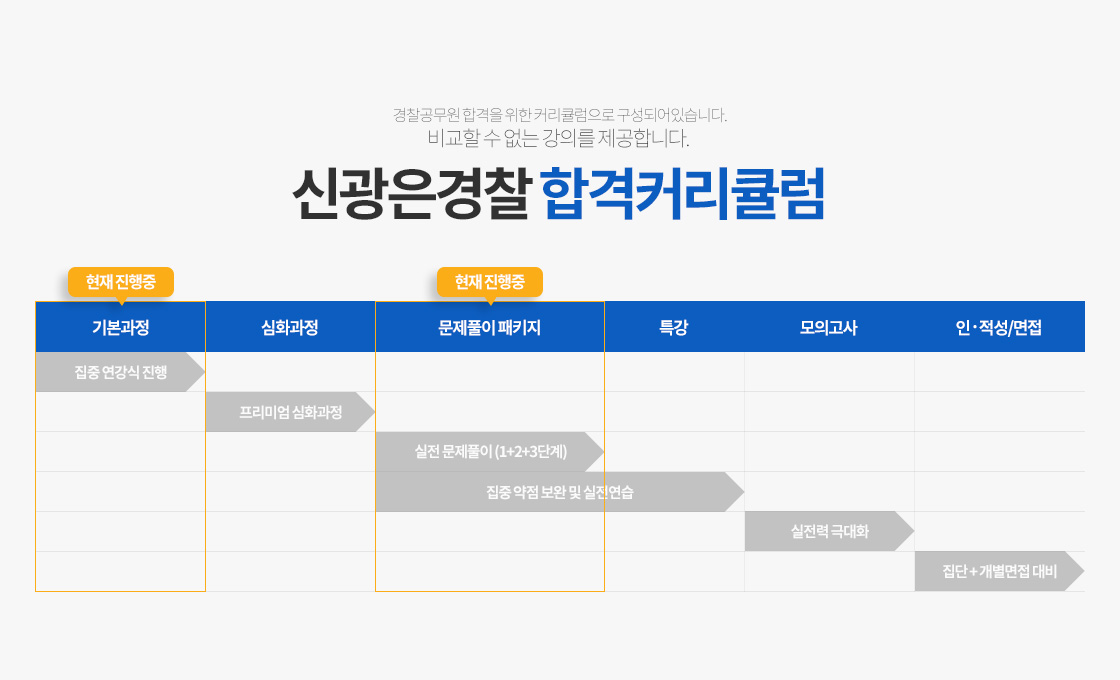 경찰공무원 합격을 위한 커리큘럼으로 구성되어있습니다.
비교할 수 없는 강의를 제공합니다.
신광은경찰 합격커리큘럼
현재 진행중
현재 진행중
기본과정
심화과정
문제풀이 패키지
특강
모의고사
인·적성/면접
집중 연강식 진행
프리미엄 심화과정
실전 문제풀이 (1+2+3단계)
집중 약점 보완 및 실전연습
실전력 극대화
집단 + 개별면접 대비